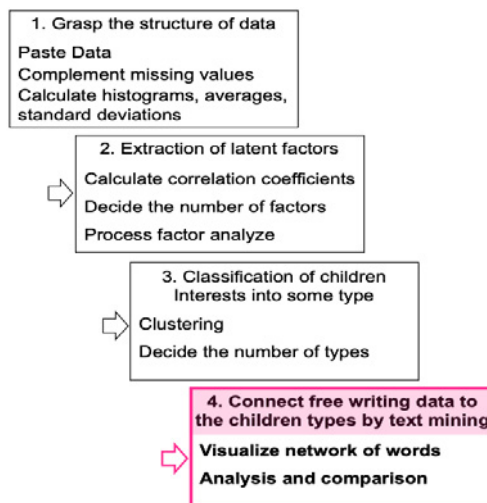 1. Grasp the structure of data
Paste Data
Complement missing values
Calculate histograms, averages,
standard deviations
2. Extraction of latent factors
Calculate correlation coefficients
Decide the number of factors
Process factor analyze
3. Classification of children
Interests into some type
Clustering
Decide the number of types
4. Connect free writing data to
the children types by text mining
Visualize network of words
Analysis and comparison